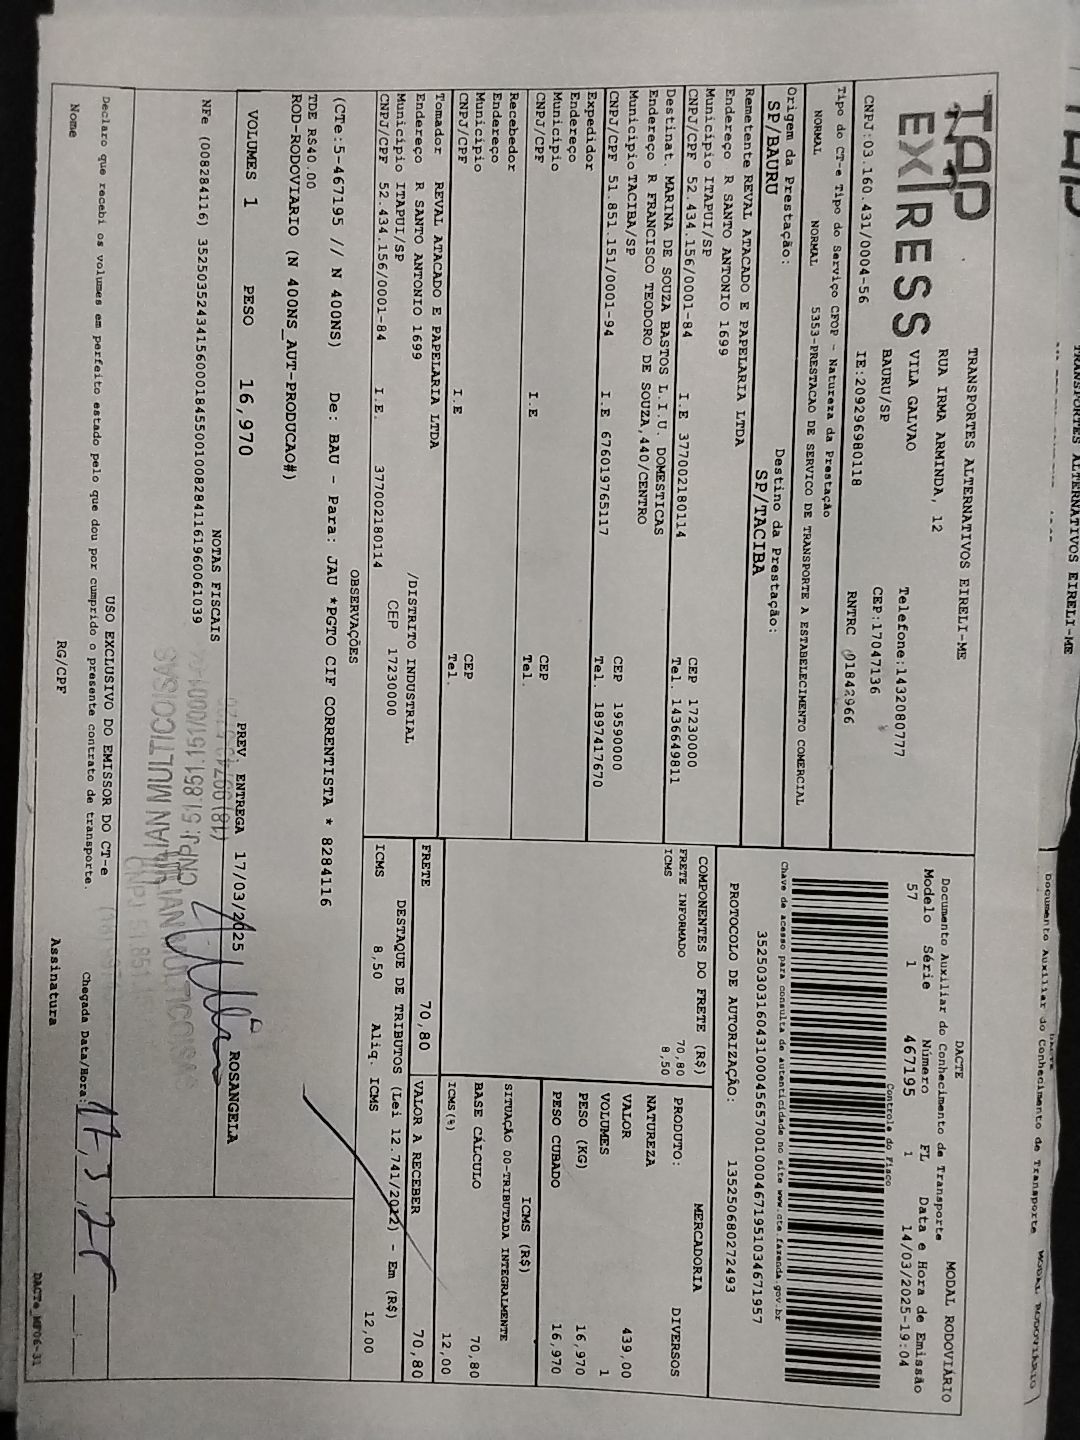 TAP
EXPRESS
TRANSPORTES ALTERNATIVOS EIRELI-ME
RUA IRMA ARMINDA, 12
VILA GALVAO
BAURU/SP
Telefone:1432080777
CEP:17047136
CNPJ:03.160.431/0004-56
IE:209296980118
RNTRC 01842966
DACTE
Documento Auxiliar do Conhecimento de Transporte
MODAL RODOVIÁRIO
Modelo Série Número FL Data e Hora de Emissão
57 1 467195 1 14/03/2025-19:04
Controle do Fisco
Chave de acesso para consulta de autenticidade no site www.cte.fazenda.gov.br
35250303160431000456570010004671951034671957
PROTOCOLO DE AUTORIZAÇÃO: 135250680272493
Tipo do CT-e Tipo do Serviço CFOP - Natureza da Prestação
NORMAL NORMAL 5353-PRESTACAO DE SERVICO DE TRANSPORTE A ESTABELECIMENTO COMERCIAL
Origem da Prestação: Destino da Prestação:
SP/BAURU SP/TACIBA
Remetente REVAL ATACADO E PAPELARIA LTDA
Endereço R SANTO ANTONIO 1699
Município ITAPUI/SP CEP 17230000
CNPJ/CPF 52.434.156/0001-84 I.E 377002180114 Tel. 1436649811
Destinat. MARINA DE SOUZA BASTOS L.I.U. DOMESTICAS
Endereço R FRANCISCO TEODORO DE SOUZA,440/CENTRO
Município TACIBA/SP CEP 19590000
CNPJ/CPF 51.851.151/0001-94 I.E 676019765117 Tel. 1897417670
Expedidor
Endereço
Município CEP
CNPJ/CPF I.E Tel.
Recebedor
Endereço
Município CEP
CNPJ/CPF I.E Tel.
Tomador REVAL ATACADO E PAPELARIA LTDA
Endereço R SANTO ANTONIO 1699 /DISTRITO INDUSTRIAL
Município ITAPUI/SP CEP 17230000
CNPJ/CPF 52.434.156/0001-84 I.E. 377002180114
COMPONENTES DO FRETE (R$)
FRETE INFORMADO 70,80
ICMS 8,50
MERCADORIA
PRODUTO: DIVERSOS
NATUREZA
VALOR 439,00
VOLUMES 1
PESO (KG) 16,970
PESO CUBADO 16,970
ICMS (R$)
SITUAÇÃO 00-TRIBUTADA INTEGRALMENTE
BASE CÁLCULO 70,80
ICMS(%) 12,00
FRETE 70,80 VALOR A RECEBER 70,80
DESTAQUE DE TRIBUTOS (Lei 12.741/2012) - Em (R$)
ICMS 8,50 Aliq. ICMS 12,00
OBSERVAÇÕES
(CTe:5-467195 // N 400NS) De: BAU - Para: JAU *PGTO CIF CORRENTISTA * 8284116
TDE R$40.00
ROD-RODOVIARIO (N 400NS_AUT-PRODUCAO#)
VOLUMES 1 PESO 16,970 PREV. ENTREGA 17/03/2025 ROSANGELA
NOTAS FISCAIS
NFe (008284116) 35250352434156000184550010082841161960061039
CNPJ: 51.851.151/0001-94
USO EXCLUSIVO DO EMISSOR DO CT-e
Declaro que recebi os volumes em perfeito estado pelo que dou por cumprido o presente contrato de transporte.
Chegada Data/Hora:
Nome RG/CPF Assinatura
DACTe_MF06-31